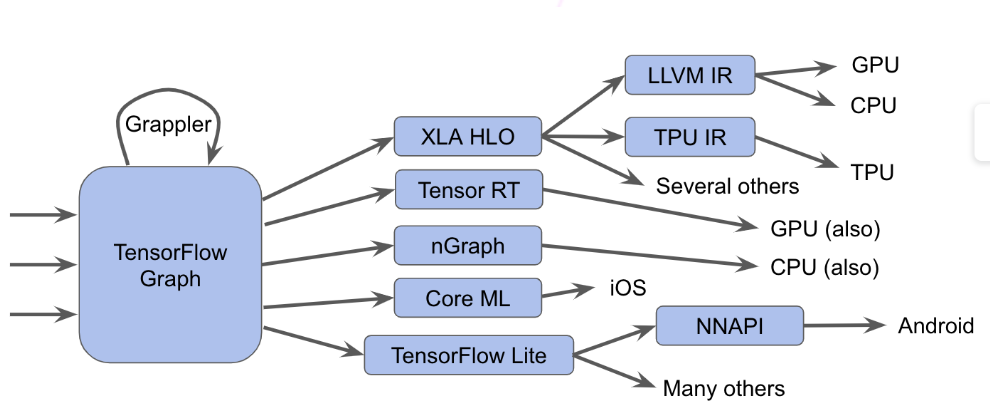 LLVM IR
GPU
CPU
Grappler
XLA HLO
TPU IR
TPU
Several others
Tensor RT
GPU (also)
TensorFlow
Graph
nGraph
CPU (also)
Core ML
iOS
NNAPI
Android
TensorFlow Lite
Many others